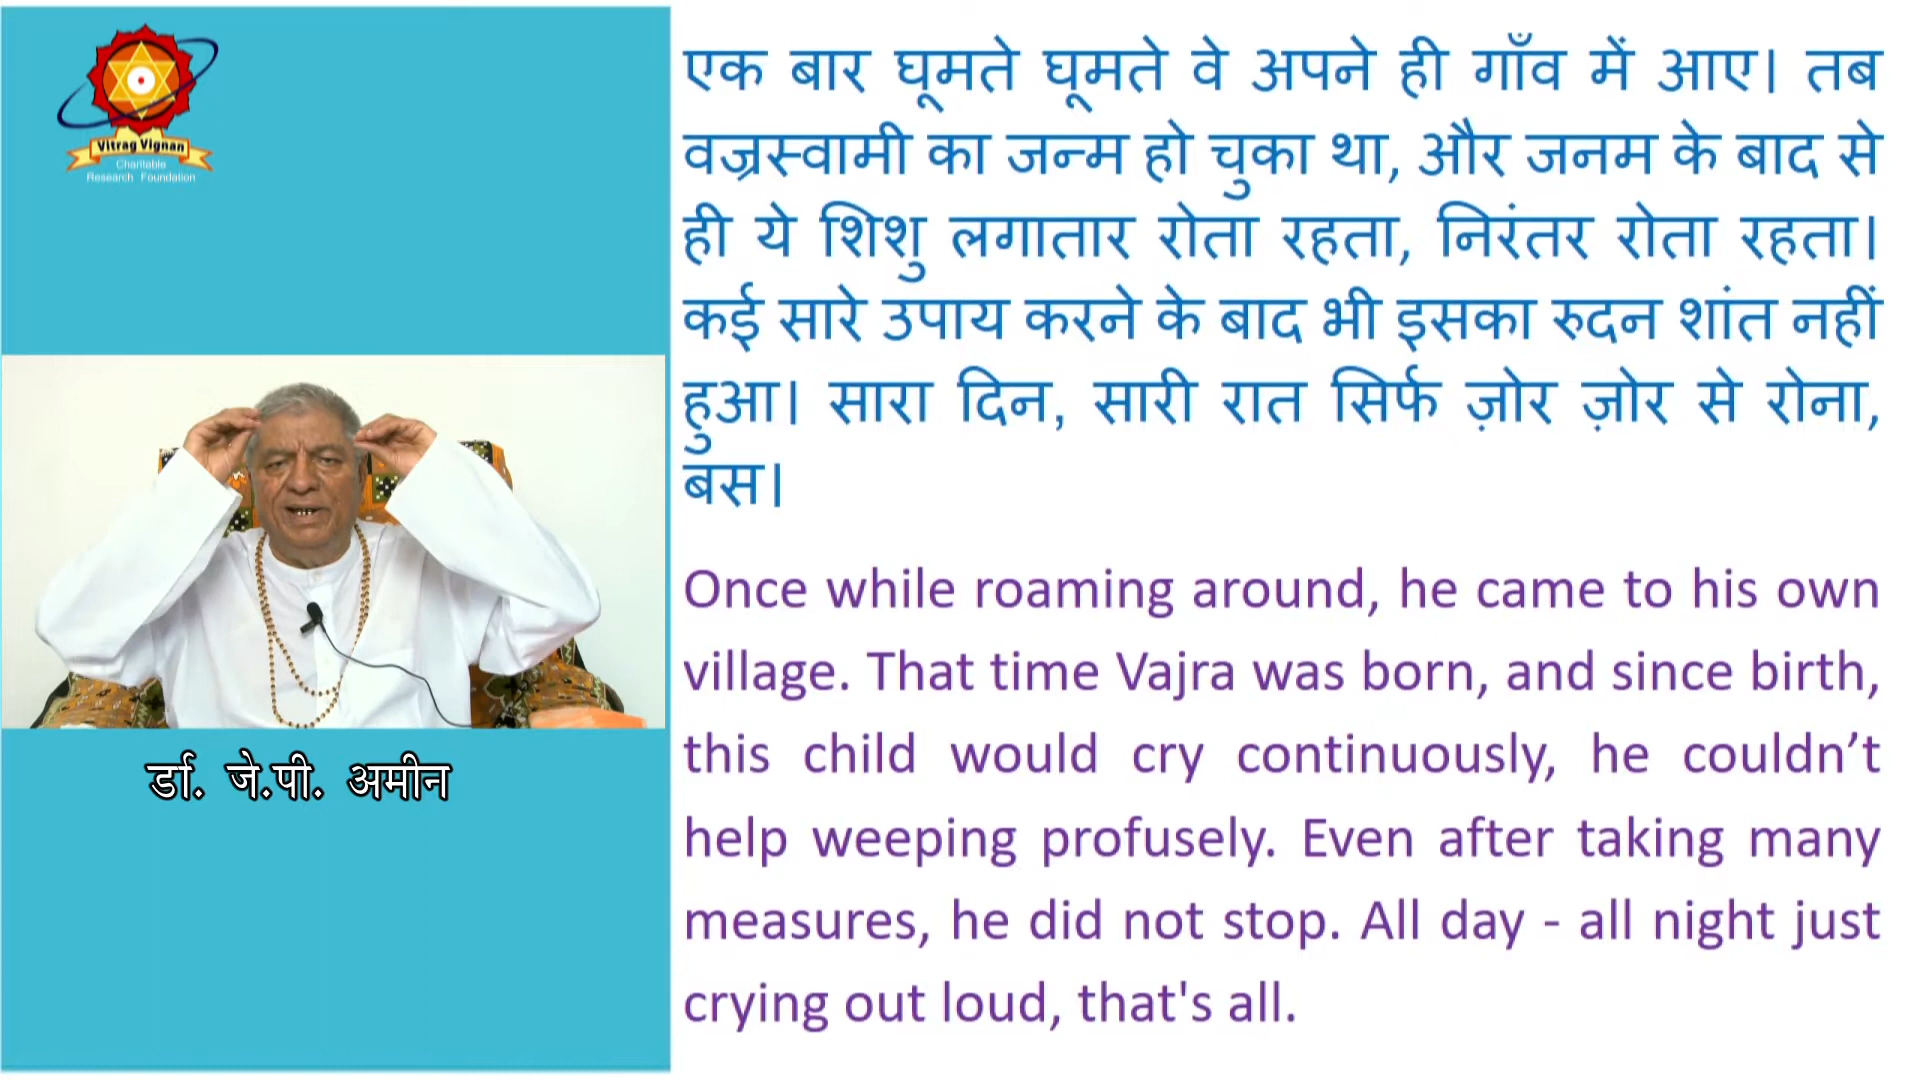 Vitrag Vignan
Charitable
Research Foundation
डॉ. जे.पी. अमीन
एक बार घूमते घूमते वे अपने ही गाँव में आए। तब
वज्रस्वामी का जन्म हो चुका था, और जनम के बाद से
ही ये शिशु लगातार रोता रहता, निरंतर रोता रहता।
कई सारे उपाय करने के बाद भी इसका रुदन शांत नहीं
हुआ। सारा दिन, सारी रात सिर्फ ज़ोर ज़ोर से रोना,
बस।
Once while roaming around, he came to his own
village. That time Vajra was born, and since birth,
this child would cry continuously, he couldn’t
help weeping profusely. Even after taking many
measures, he did not stop. All day - all night just
crying out loud, that's all.